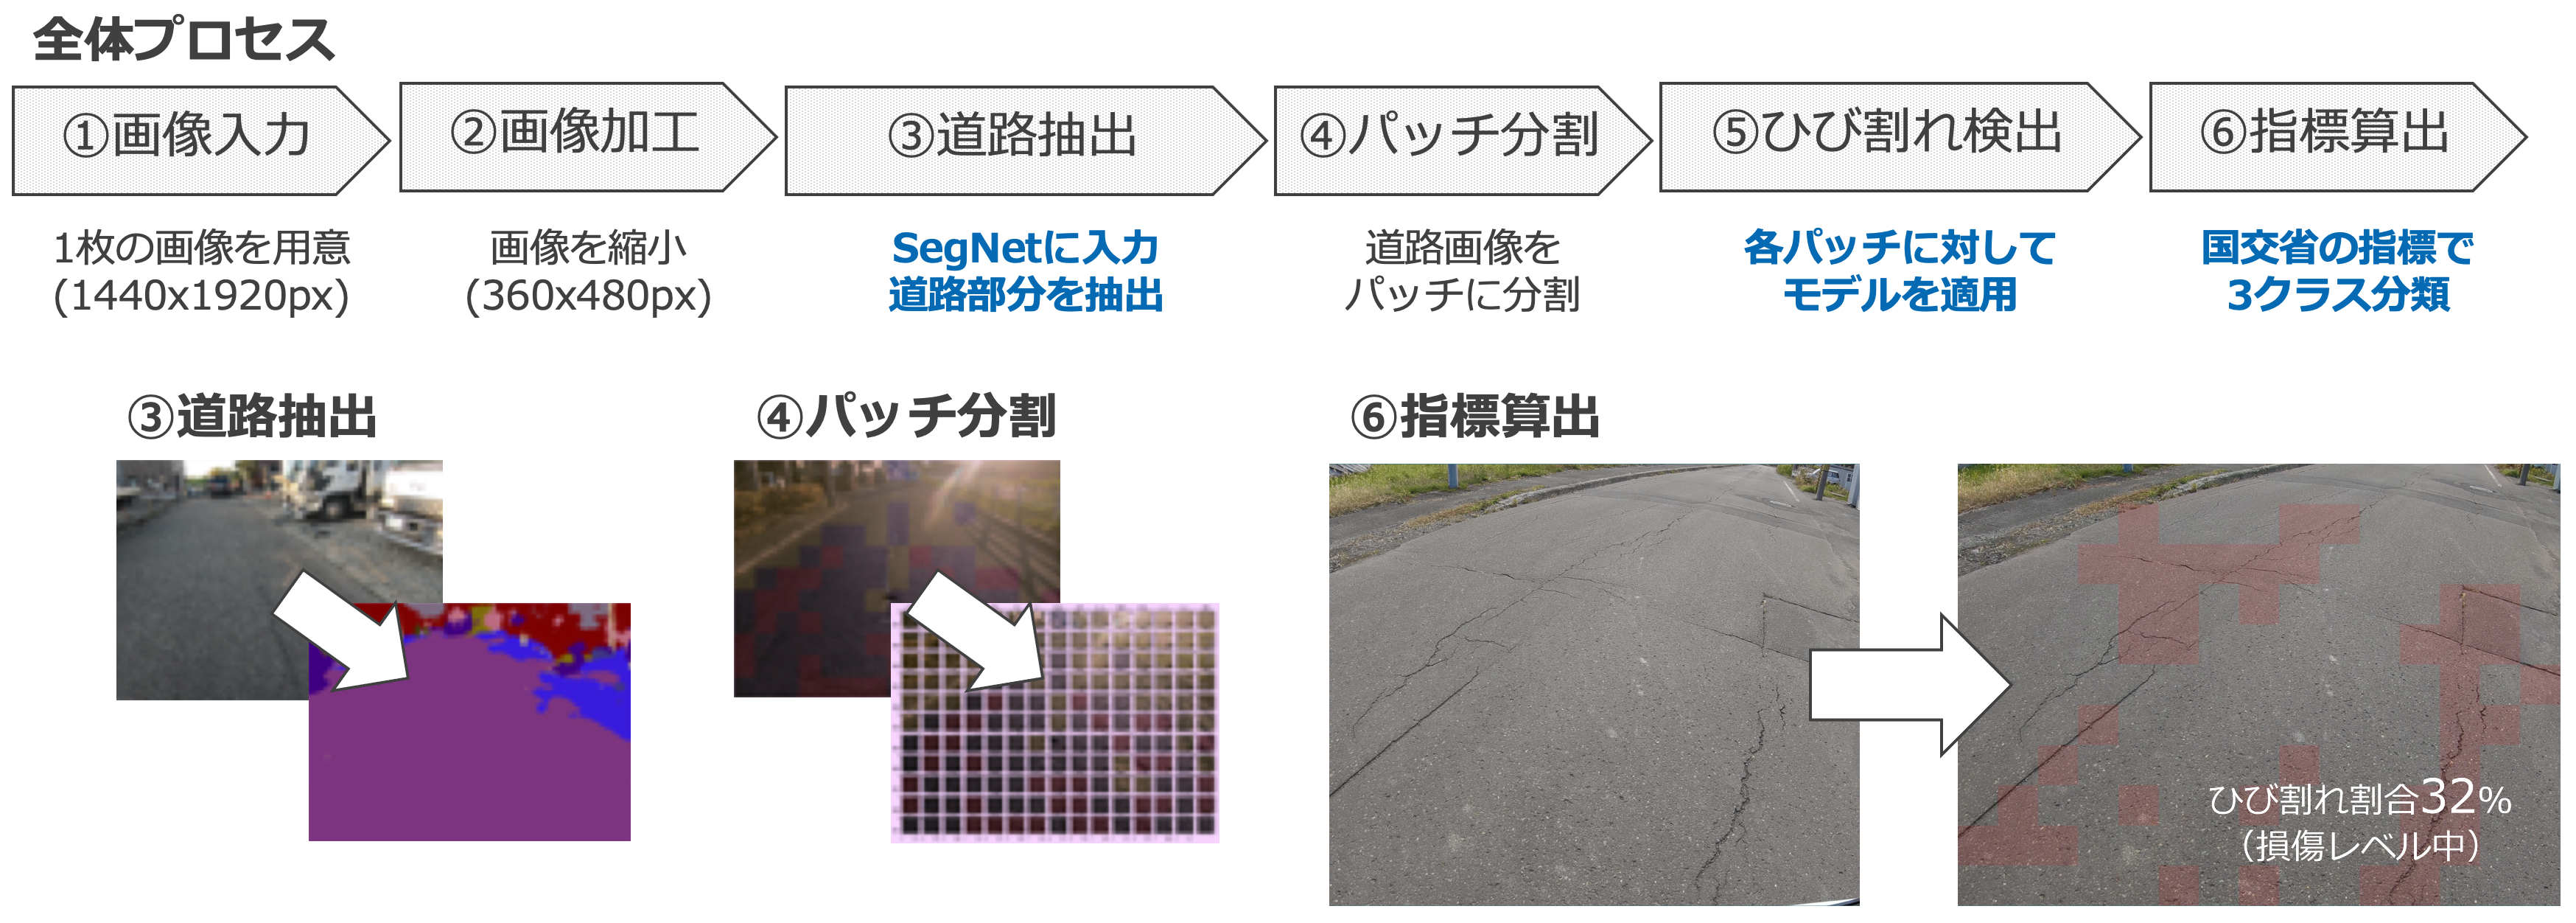 全体プロセス
①画像入力
②画像加工
③道路抽出
④パッチ分割
⑤ひび割れ検出
⑥指標算出
1枚の画像を用意
(1440x1920px)
画像を縮小
(360x480px)
SegNetに入力
道路部分を抽出
道路画像を
パッチに分割
各パッチに対して
モデルを適用
国交省の指標で
3クラス分類
③道路抽出
④パッチ分割
⑥指標算出
ひび割れ割合32%
（損傷レベル中）